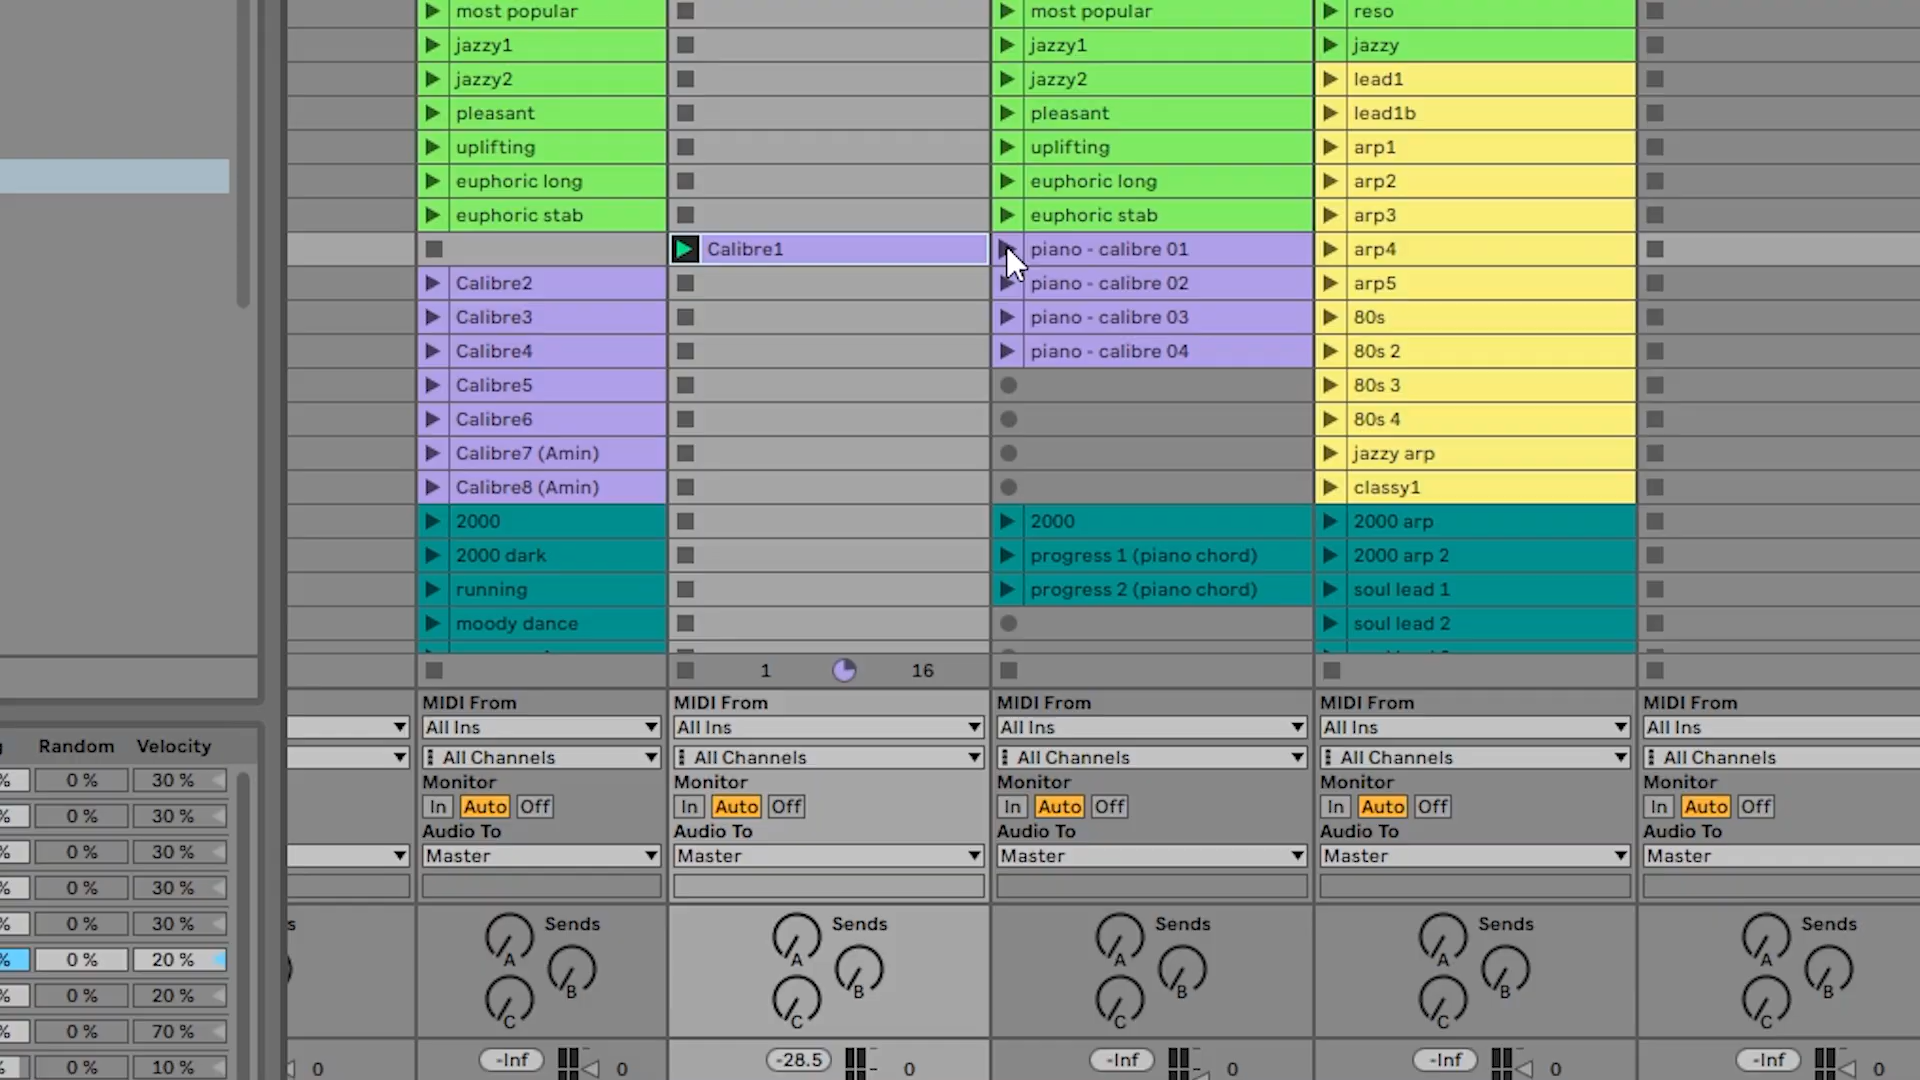 most popular
most popular
reso
jazzy1
jazzy1
jazzy
jazzy2
jazzy2
lead1
pleasant
pleasant
lead1b
uplifting
uplifting
arp1
euphoric long
euphoric long
arp2
euphoric stab
euphoric stab
arp3
Calibre1
piano - calibre 01
arp4
Calibre2
piano - calibre 02
arp5
Calibre3
piano - calibre 03
80s
Calibre4
piano - calibre 04
80s 2
Calibre5
80s 3
Calibre6
80s 4
Calibre7 (Amin)
jazzy arp
Calibre8 (Amin)
classy1
2000
2000
2000 arp
2000 dark
progress 1 (piano chord)
2000 arp 2
running
progress 2 (piano chord)
soul lead 1
moody dance
soul lead 2
1 16
MIDI From MIDI From MIDI From MIDI From MIDI From
All Ins All Ins All Ins All Ins All Ins
All Channels All Channels All Channels All Channels All Channels
Monitor Monitor Monitor Monitor Monitor
In Auto Off In Auto Off In Auto Off In Auto Off In Auto Off
Audio To Audio To Audio To Audio To Audio To
Master Master Master Master Master
Sends Sends Sends Sends Sends
A A A A A
B B B B B
C C C C C
-Inf 0 -28.5 0 -Inf 0 -Inf 0 -Inf 0
0
Random Velocity
% 0 % 30 %
% 0 % 30 %
% 0 % 30 %
% 0 % 30 %
% 0 % 30 %
% 0 % 20 %
% 0 % 20 %
% 0 % 70 %
% 0 % 10 %